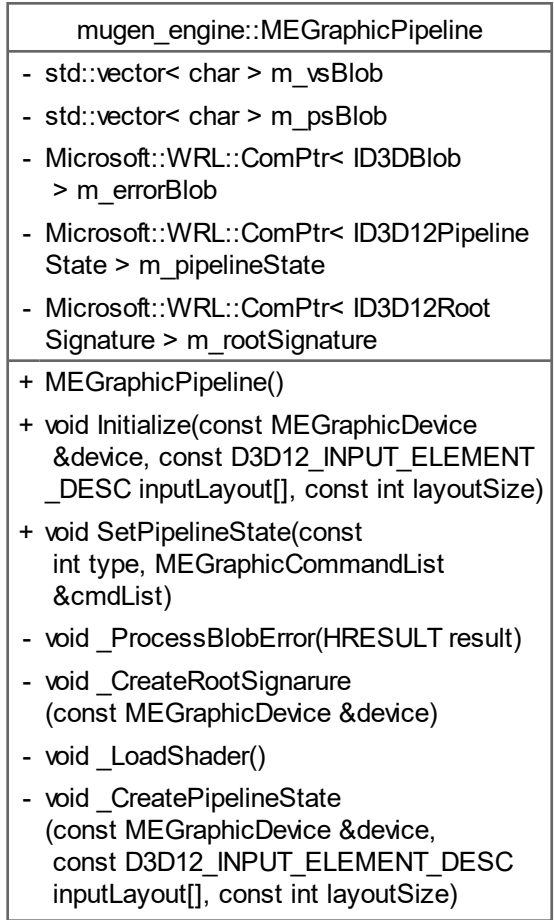 mugen_engine::MEGraphicPipeline
- std::vector< char > m_vsBlob
- std::vector< char > m_psBlob
- Microsoft::WRL::ComPtr< ID3DBlob
> m_errorBlob
- Microsoft::WRL::ComPtr< ID3D12Pipeline
State > m_pipelineState
- Microsoft::WRL::ComPtr< ID3D12Root
Signature > m_rootSignature
+ MEGraphicPipeline()
+ void Initialize(const MEGraphicDevice
&device, const D3D12_INPUT_ELEMENT
_DESC inputLayout[], const int layoutSize)
+ void SetPipelineState(const
int type, MEGraphicCommandList
&cmdList)
- void _ProcessBlobError(HRESULT result)
- void _CreateRootSignarure
(const MEGraphicDevice &device)
- void _LoadShader()
- void _CreatePipelineState
(const MEGraphicDevice &device,
const D3D12_INPUT_ELEMENT_DESC
inputLayout[], const int layoutSize)